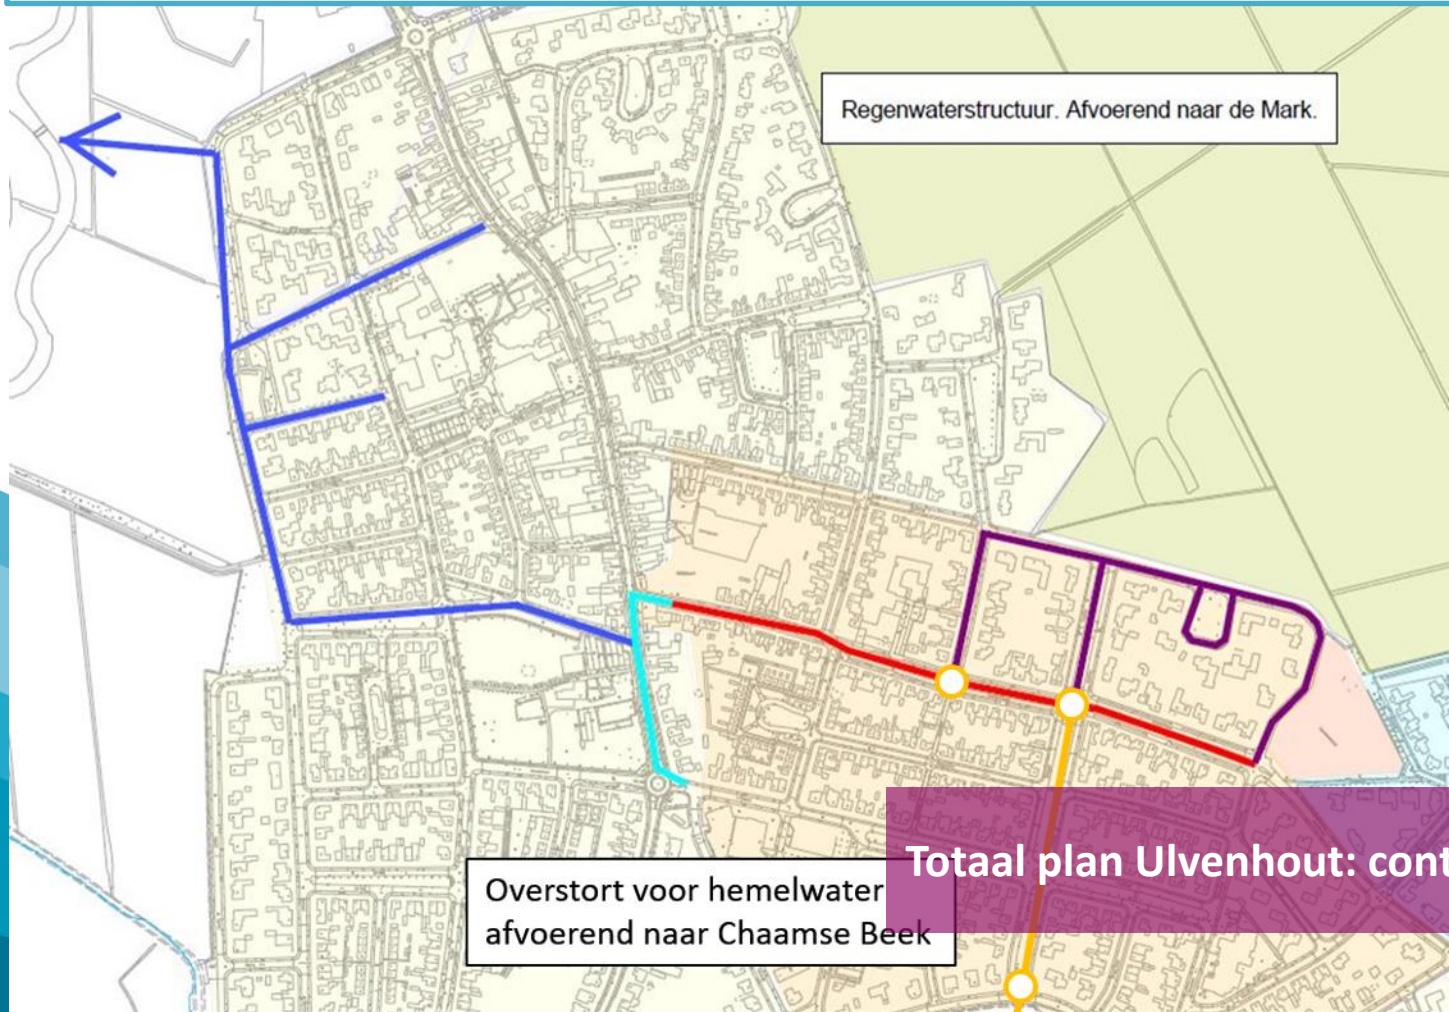 Regenwaterstructuur. Afvoerend naar de Mark.
Totaal plan Ulvenhout: cont
Overstort voor hemelwater
afvoerend naar Chaamse Beek